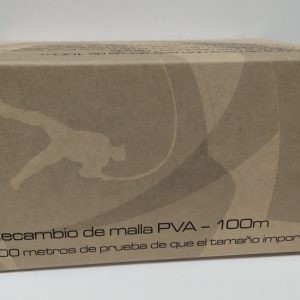 ecambio de malla PVA – 100m
00 metros de prueba de que el tamaño impor